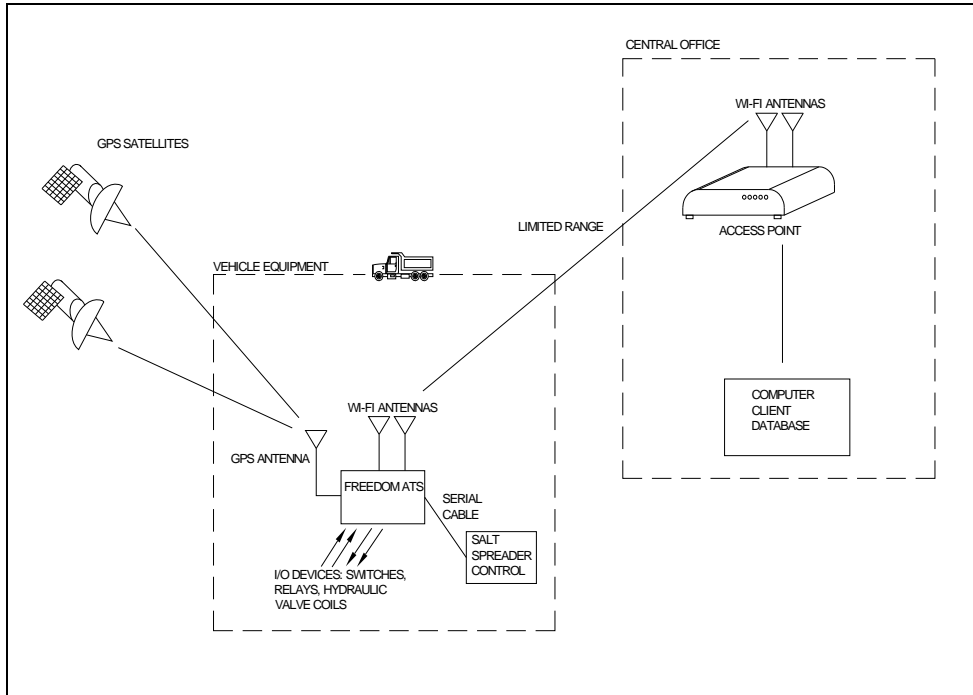 CENTRAL OFFICE
WI-FI ANTENNAS
GPS SATELLITES
LIMITED RANGE
ACCESS POINT
VEHICLE EQUIPMENT
COMPUTER
CLIENT
DATABASE
WI-FI ANTENNAS
GPS ANTENNA
FREEDOM ATS
SERIAL
CABLE
SALT
SPREADER
CONTROL
I/O DEVICES: SWITCHES,
RELAYS, HYDRAULIC
VALVE COILS